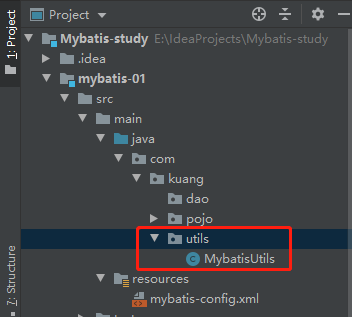 1: Project
Project
Mybatis-study E:\IdeaProjects\Mybatis-study
.idea
mybatis-01
src
main
java
com
kuang
dao
pojo
utils
MybatisUtils
7: Structure
resources
mybatis-config.xml